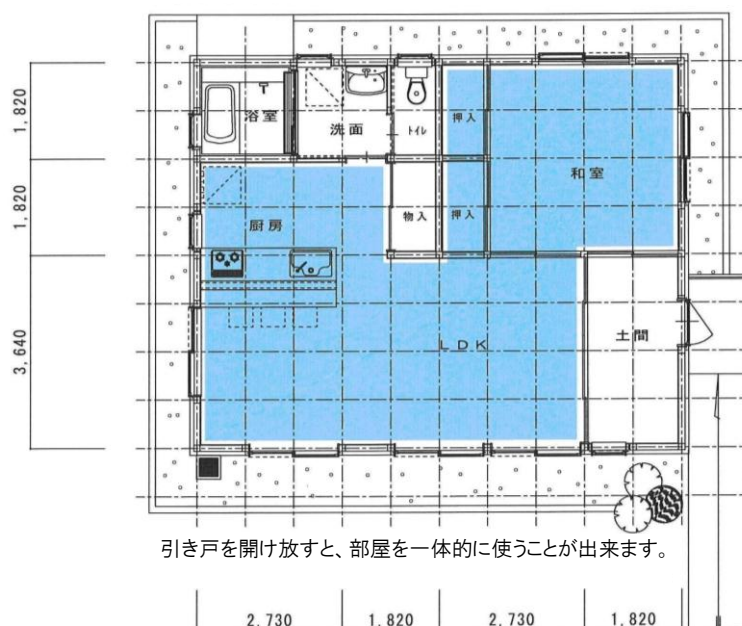 1,820
1,820
3,640
浴室
洗面
トイレ
押入
和室
厨房
物入
押入
LDK
土間
引き戸を開け放すと、部屋を一体的に使うことが出来ます。
2,730
1,820
2,730
1,820